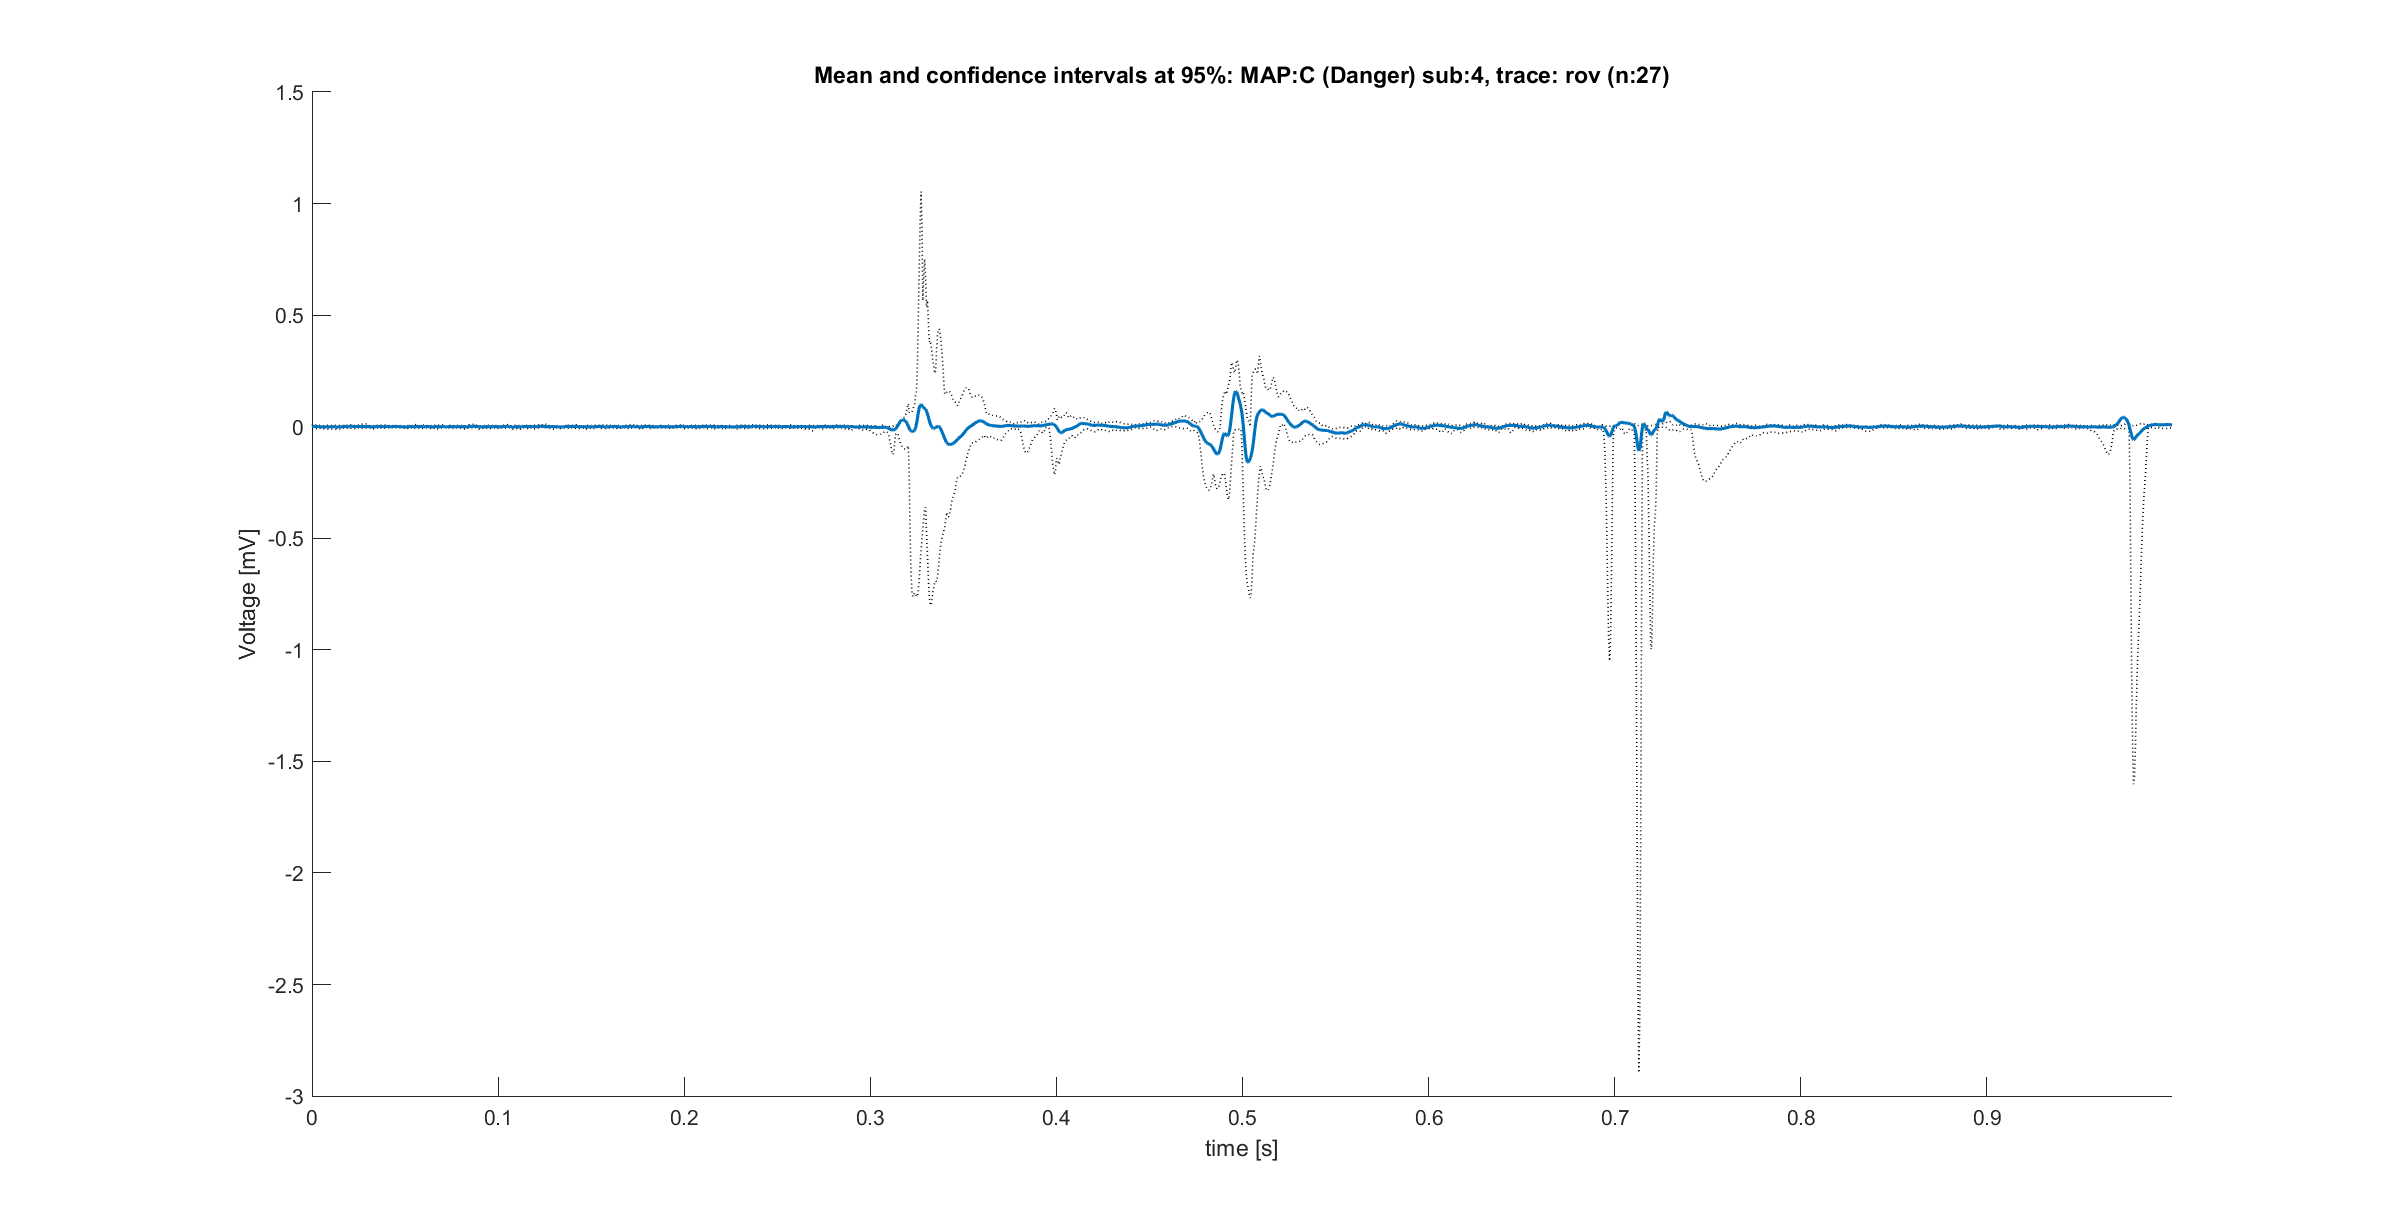 Mean and confidence intervals at 95%: MAP:C (Danger) sub:4, trace: rov (n:27)
1.5
1
0.5
0
-0.5
-1
-1.5
-2
-2.5
-3
Voltage [mV]
0 0.1 0.2 0.3 0.4 0.5 0.6 0.7 0.8 0.9
time [s]